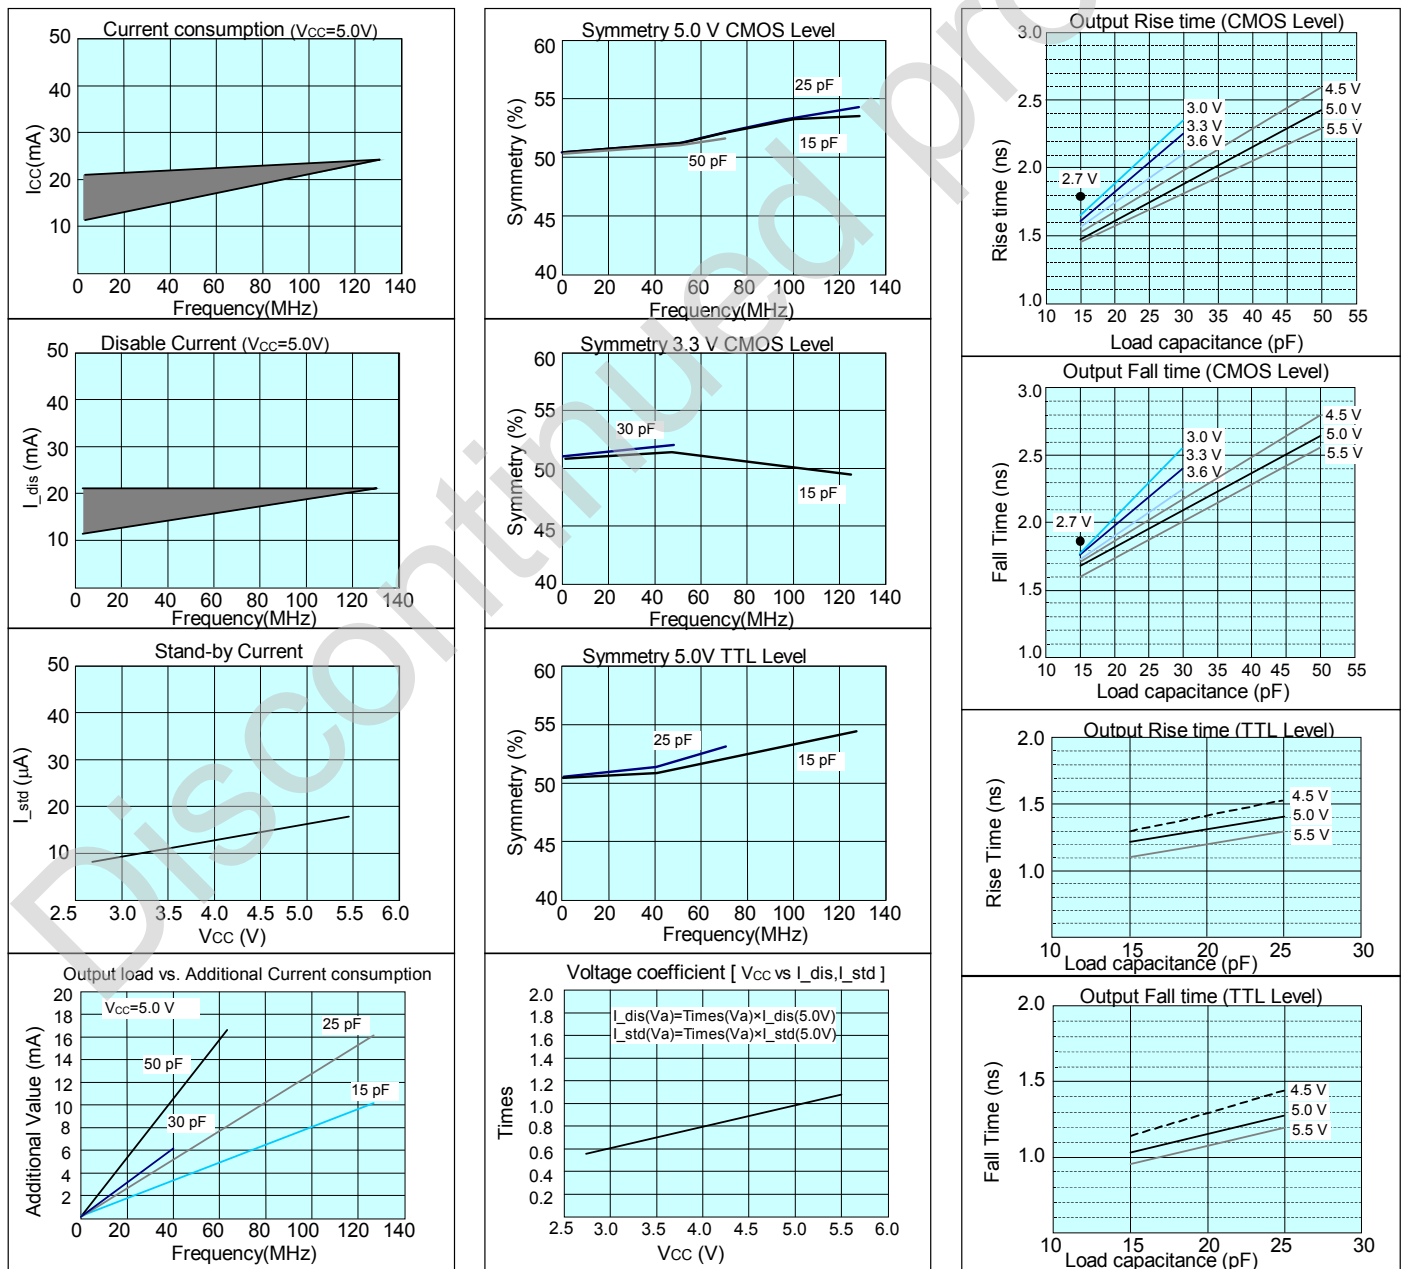 Current consumption (VCC=5.0V)
50
40
30
20
10
ICC(mA)
0 20 40 60 80 100 120 140
Frequency(MHz)
Disable Current (VCC=5.0V)
50
40
30
20
10
I_dis (mA)
0 20 40 60 80 100 120 140
Frequency(MHz)
Stand-by Current
50
40
30
20
10
I_std (μA)
2.5 3.0 3.5 4.0 4.5 5.0 5.5 6.0
VCC (V)
Output load vs. Additional Current consumption
20
18
16
14
12
10
8
6
4
2
Additional Value (mA)
VCC=5.0 V
25 pF
50 pF
15 pF
30 pF
0 20 40 60 80 100 120 140
Frequency(MHz)
Symmetry 5.0 V CMOS Level
60
55
50
45
40
Symmetry (%)
25 pF
15 pF
50 pF
0 20 40 60 80 100 120 140
Frequency(MHz)
Symmetry 3.3 V CMOS Level
60
55
50
45
40
Symmetry (%)
30 pF
15 pF
0 20 40 60 80 100 120 140
Frequency(MHz)
Symmetry 5.0V TTL Level
60
55
50
45
40
Symmetry (%)
25 pF
15 pF
0 20 40 60 80 100 120 140
Frequency(MHz)
Voltage coefficient [ VCC vs I_dis,I_std ]
2.0
1.8
1.6
1.4
1.2
1.0
0.8
0.6
0.4
0.2
Times
I_dis(Va)=Times(Va)×I_dis(5.0V)
I_std(Va)=Times(Va)×I_std(5.0V)
2.5 3.0 3.5 4.0 4.5 5.0 5.5 6.0
VCC (V)
Output Rise time (CMOS Level)
3.0
2.5
2.0
1.5
1.0
Rise time (ns)
4.5 V
5.0 V
5.5 V
3.0 V
3.3 V
3.6 V
2.7 V
10 15 20 25 30 35 40 45 50 55
Load capacitance (pF)
Output Fall time (CMOS Level)
3.0
2.5
2.0
1.5
1.0
Fall Time (ns)
4.5 V
5.0 V
5.5 V
3.0 V
3.3 V
3.6 V
2.7 V
10 15 20 25 30 35 40 45 50 55
Load capacitance (pF)
Output Rise time (TTL Level)
2.0
1.5
1.0
Rise Time (ns)
4.5 V
5.0 V
5.5 V
10 15 20 25 30
Load capacitance (pF)
Output Fall time (TTL Level)
2.0
1.5
1.0
Fall Time (ns)
4.5 V
5.0 V
5.5 V
10 15 20 25 30
Load capacitance (pF)
Discontinued pro